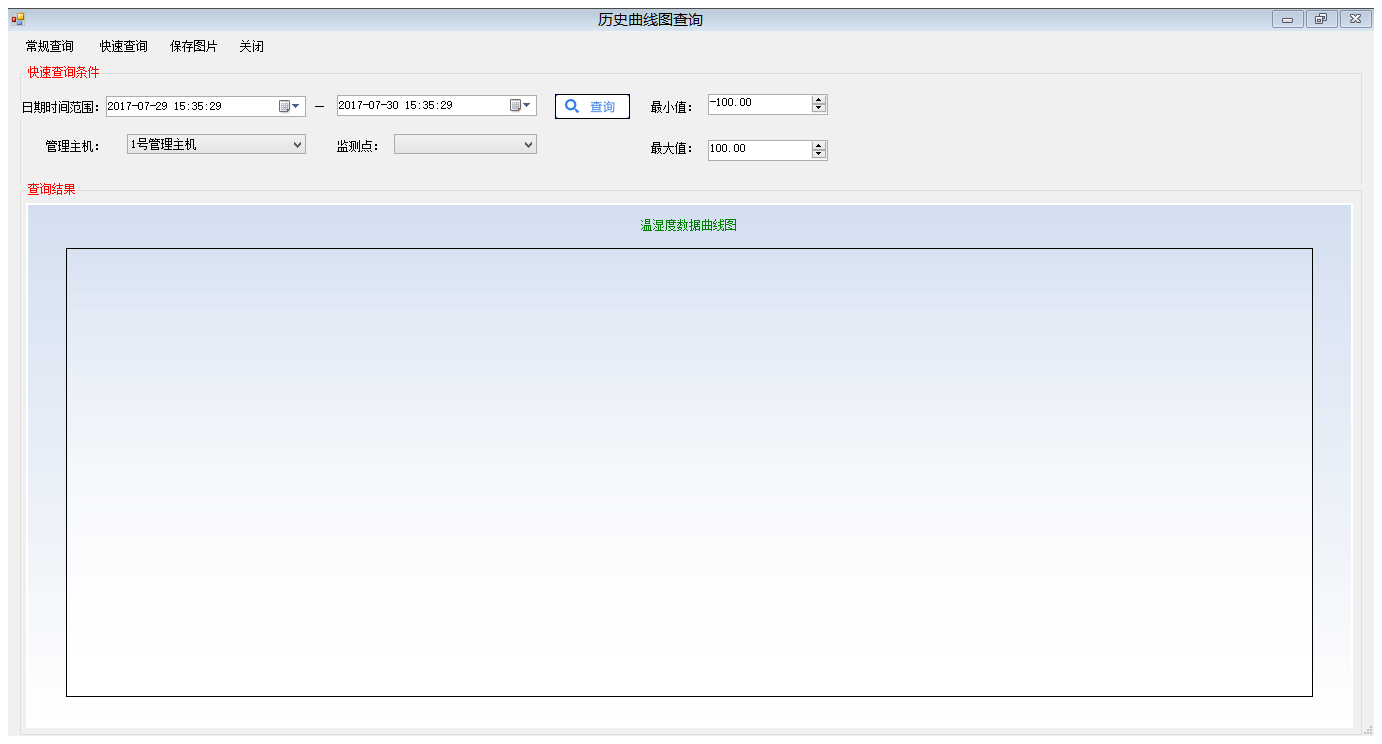 历史曲线图查询
常规查询 快速查询 保存图片 关闭
快速查询条件
日期时间范围: 2017-07-29 15:35:29 — 2017-07-30 15:35:29 查询 最小值: -100.00
管理主机: 1号管理主机 监测点: 最大值: 100.00
查询结果
温湿度数据曲线图